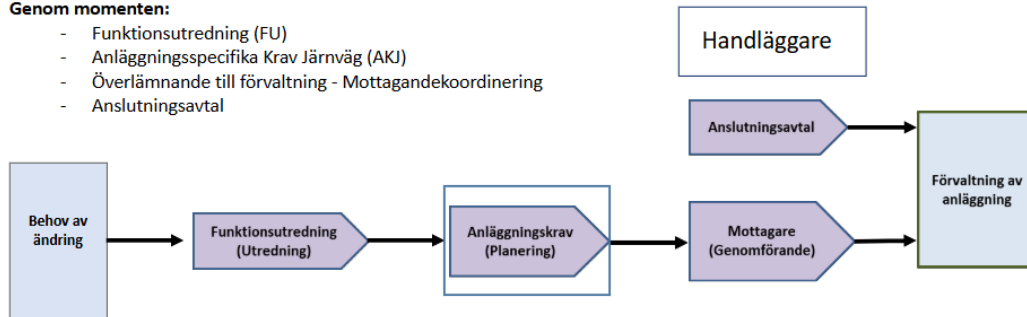 Genom momenten:
- Funktionsutredning (FU)
- Anläggningsspecifika Krav Järnväg (AKJ)
- Överlämnande till förvaltning - Mottagandekoordinering
- Anslutningsavtal
Handläggare
Anslutningsavtal
Behov av
ändring
Funktionsutredning
(Utredning)
Anläggningskrav
(Planering)
Mottagare
(Genomförande)
Förvaltning av
anläggning